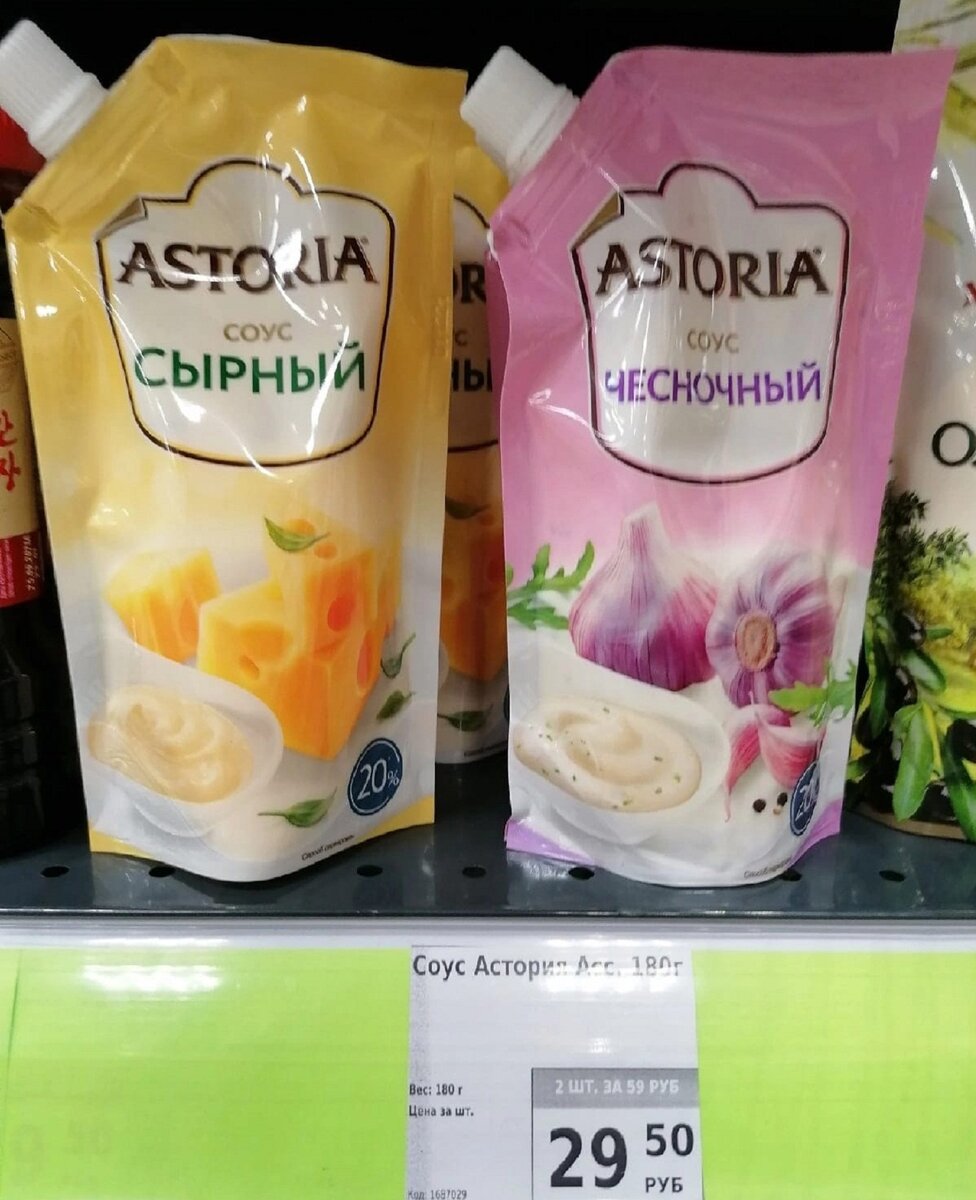 ASTORIA
СОУС
СЫРНЫЙ
20%
ASTORIA
СОУС
ЧЕСНОЧНЫЙ
Соус Астория Асс. 180г
Вес: 180 г
Цена за шт.
2 ШТ. ЗА 59 РУБ
29 50
РУБ
Код: 1687029